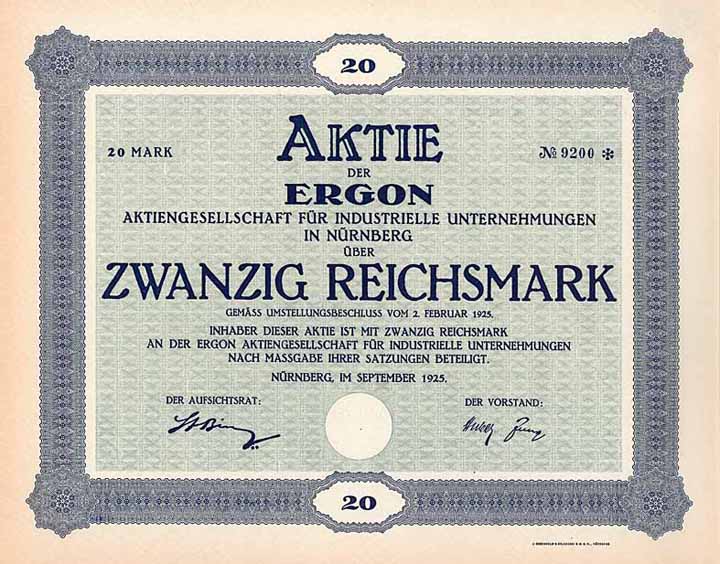 20
20 MARK
№ 9200 ✻
AKTIE
DER
ERGON
AKTIENGESELLSCHAFT FÜR INDUSTRIELLE UNTERNEHMUNGEN
IN NÜRNBERG
ÜBER
ZWANZIG REICHSMARK
GEMÄSS UMSTELLUNGSBESCHLUSS VOM 2. FEBRUAR 1925.
INHABER DIESER AKTIE IST MIT ZWANZIG REICHSMARK
AN DER ERGON AKTIENGESELLSCHAFT FÜR INDUSTRIELLE UNTERNEHMUNGEN
NACH MASSGABE IHRER SATZUNGEN BETEILIGT.
NÜRNBERG, IM SEPTEMBER 1925.
DER AUFSICHTSRAT:
DER VORSTAND:
20